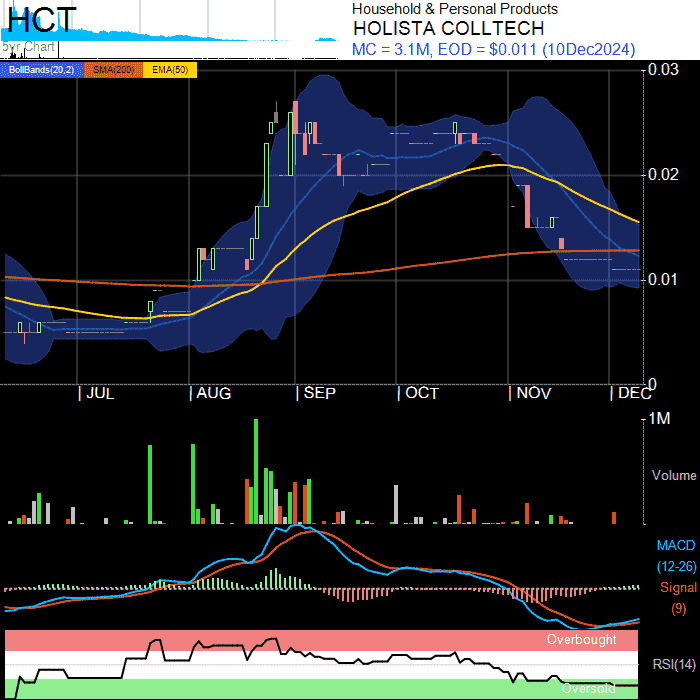 HCT
5yr Chart
Household & Personal Products
HOLISTA COLLTECH
MC = 3.1M, EOD = $0.011 (10Dec2024)
BollBands(20,2) SMA(200) EMA(50)
0.03
0.02
0.01
0
JUL AUG SEP OCT NOV DEC
1M
Volume
MACD
(12-26)
Signal
(9)
Overbought
RSI(14)
Oversold